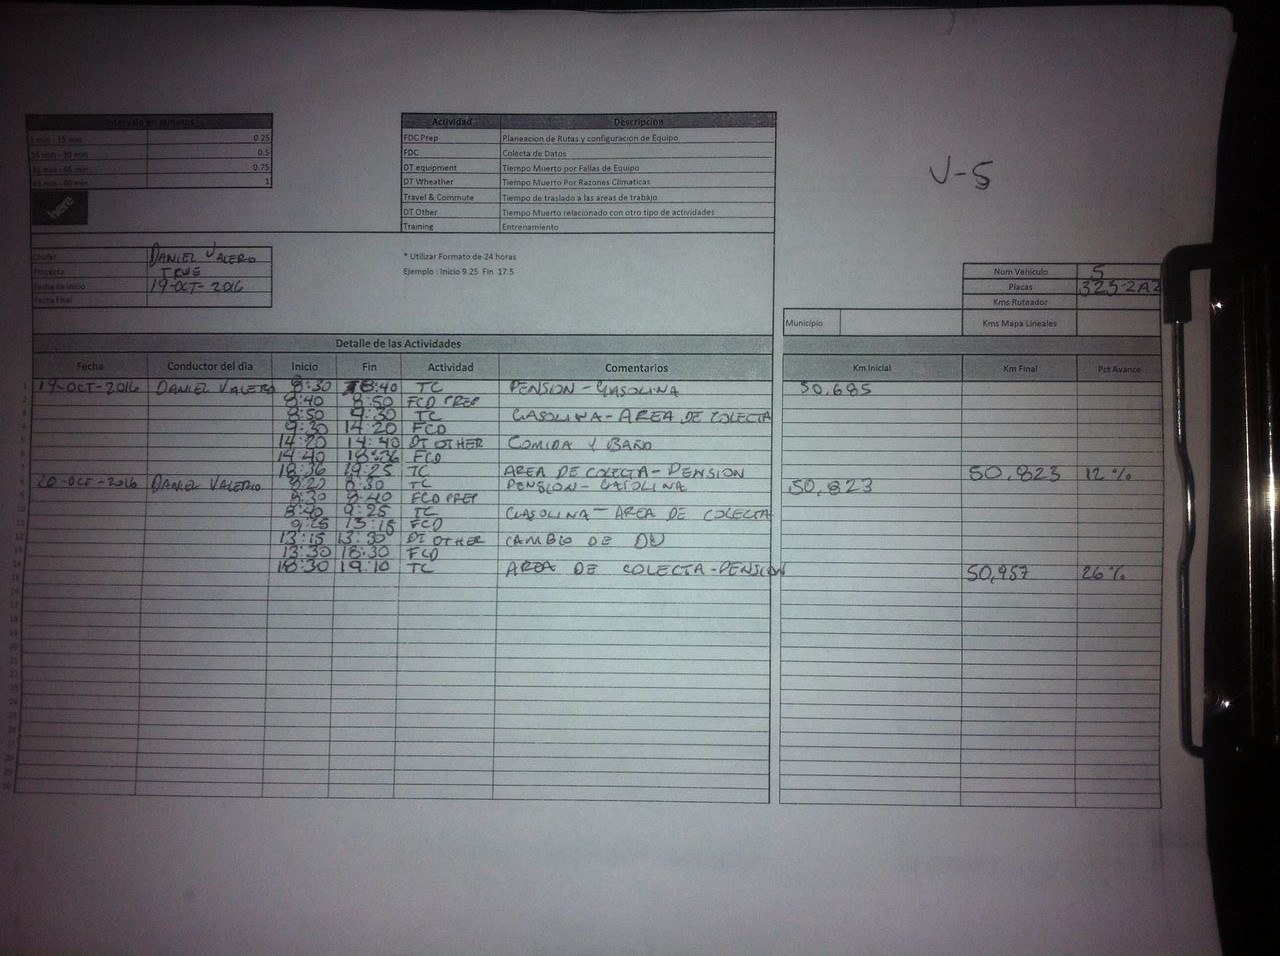 Intervalo en minutos
1 min - 15 min 0.25
16 min - 30 min 0.5
31 min - 45 min 0.75
46 min - 60 min 1
here
Actividad Descripcion
FDC Prep Planeacion de Rutas y configuracion de Equipo
FDC Colecta de Datos
DT equipment Tiempo Muerto por Fallas de Equipo
DT Wheather Tiempo Muerto Por Razones Climaticas
Travel & Commute Tiempo de traslado a las areas de trabajo
DT Other Tiempo Muerto relacionado con otro tipo de actividades
Training Entrenamiento
V-5
Chofer DANIEL VALERO
Proyecto TRUE
Fecha de Inicio 19-OCT-2016
Fecha Final
* Utilizar Formato de 24 horas
Ejemplo : Inicio 9.25 Fin 17.5
Num Vehiculo 5
Placas
Kms Ruteador
Municipio Kms Mapa Lineales
Detalle de las Actividades
Fecha Conductor del dia Inicio Fin Actividad Comentarios Km Inicial Km Final Pct Avance
19-OCT-2016 DANIEL VALERO 8:30 8:40 TC PENSION-GASOLINA 50,685
8:40 8:50 FCD PREP
8:50 9:30 TC GASOLINA-AREA DE COLECTA
9:30 14:20 FCD
14:20 14:40 DT OTHER COMIDA Y BAÑO
14:40 18:36 FCD
18:36 19:25 TC AREA DE COLECTA-PENSION 50,823 12%
20-OCT-2016 DANIEL VALERIO 8:20 8:30 TC PENSION-GASOLINA 50,823
8:30 8:40 FCD PREP
8:40 9:25 TC GASOLINA-AREA DE COLECTA
9:25 13:15 FCD
13:15 13:30 DT OTHER CAMBIO DE DU
13:30 18:30 FCD
18:30 19:10 TC AREA DE COLECTA-PENSION 50,957 26%